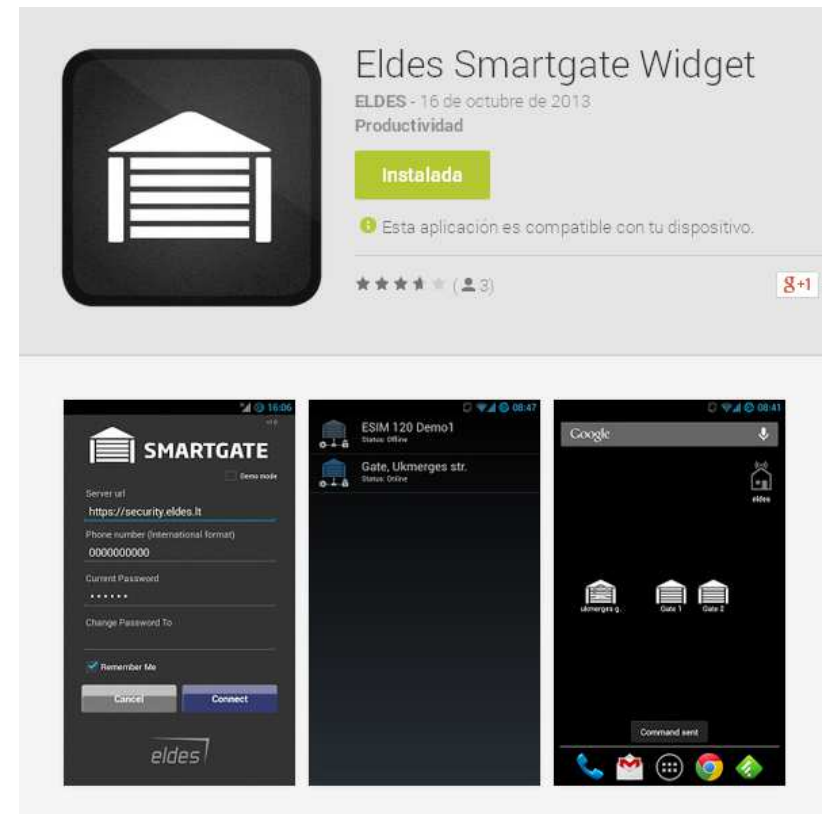 Eldes Smartgate Widget
ELDES - 16 de octubre de 2013
Productividad
Instalada
Esta aplicación es compatible con tu dispositivo.
(3)
g+1
16:06
SMARTGATE
Demo mode
Server url
https://security.eldes.lt
Phone number (International format)
0000000000
Current Password
••••••
Change Password To
Remember Me
Cancel
Connect
eldes
08:47
ESIM 120 Demo1
Status: Offline
Gate, Ukmerges str.
Status: Online
08:41
Google
eldes
ukmerges g.
Gate 1
Gate 2
Command sent